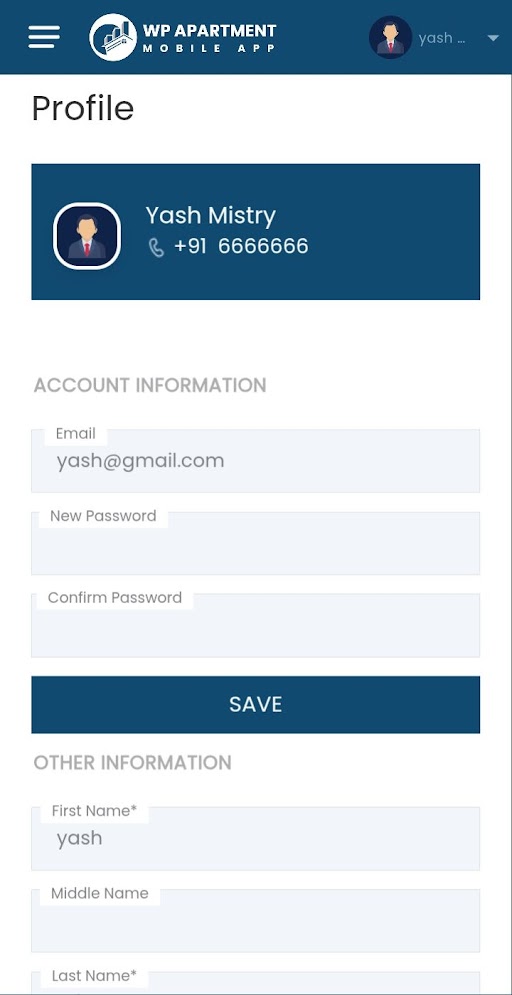 WP APARTMENT
MOBILE APP
yash ...
Profile
Yash Mistry
+91 6666666
ACCOUNT INFORMATION
Email
yash@gmail.com
New Password
Confirm Password
SAVE
OTHER INFORMATION
First Name*
yash
Middle Name
Last Name*